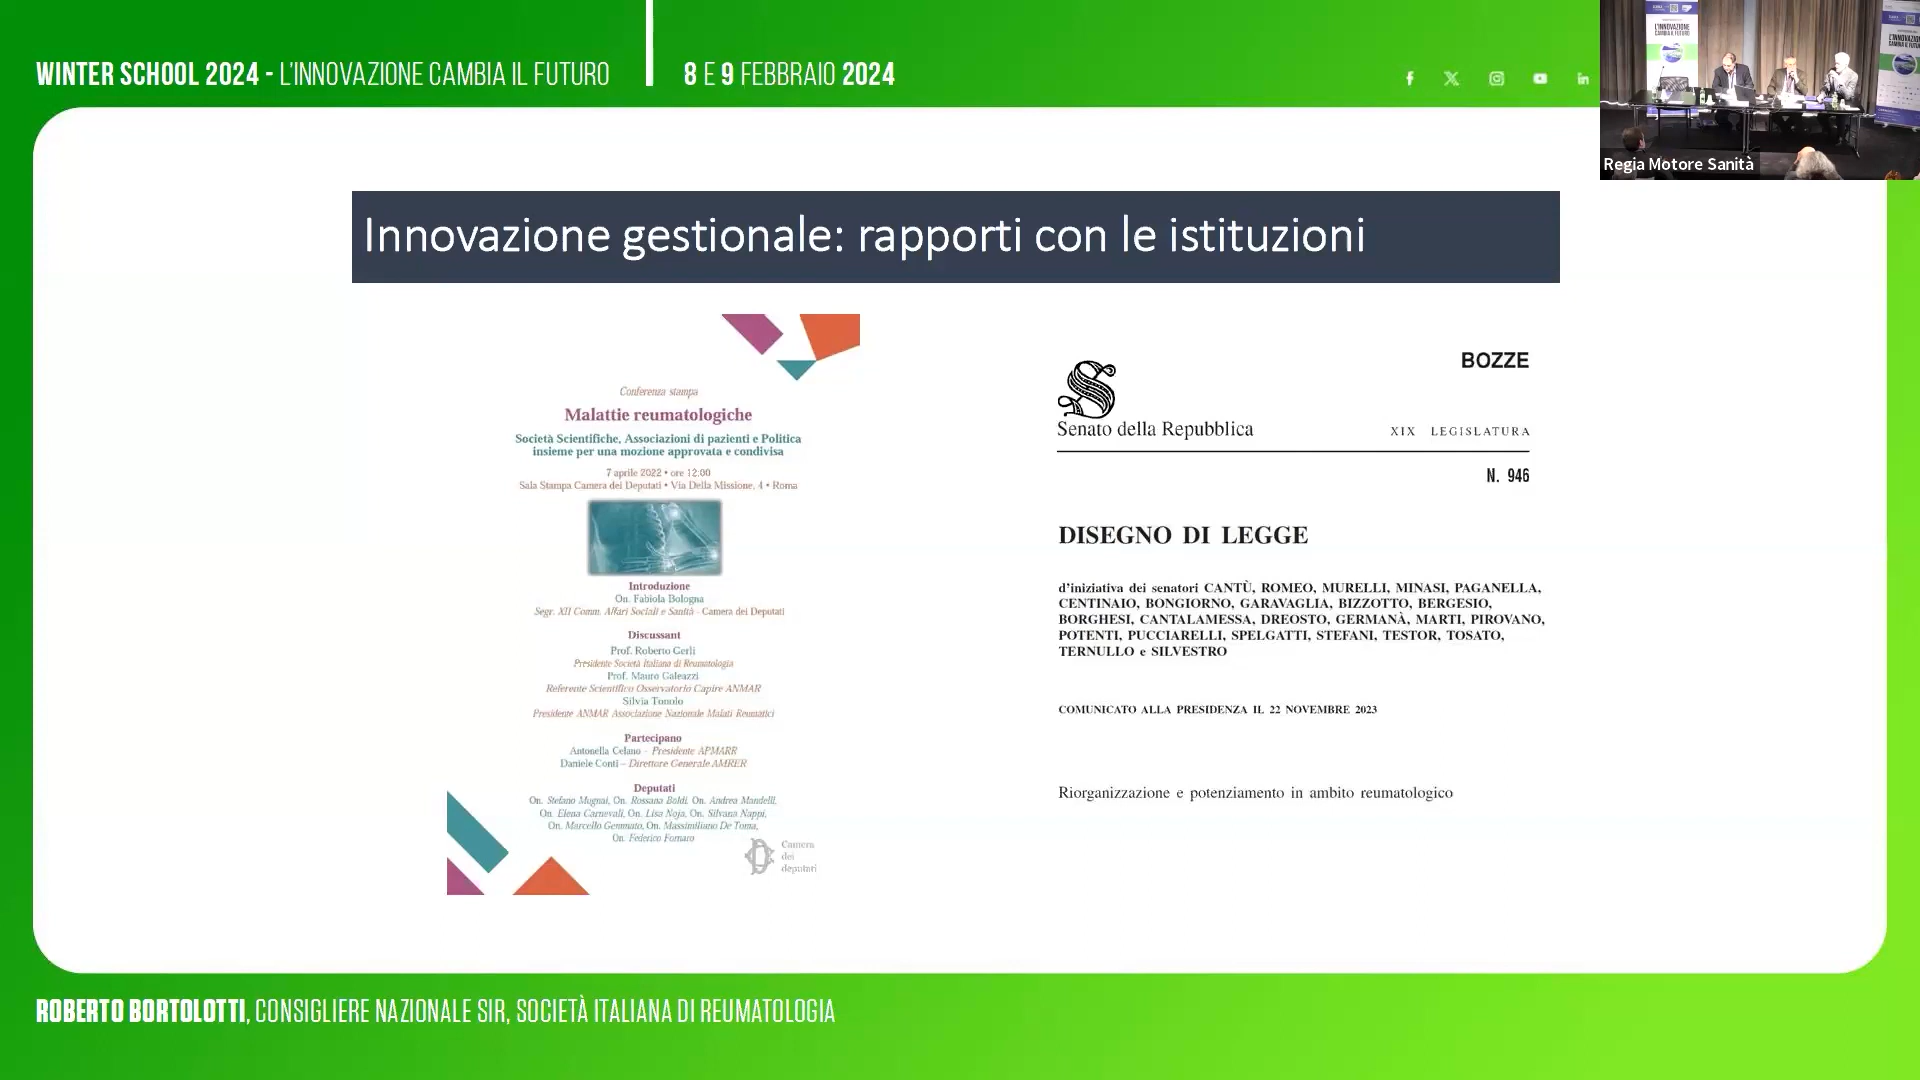 WINTER SCHOOL 2024 - L'INNOVAZIONE CAMBIA IL FUTURO
8 E 9 FEBBRAIO 2024
Regia Motore Sanità
Innovazione gestionale: rapporti con le istituzioni
Conferenza stampa
Malattie reumatologiche
Società Scientifiche, Associazioni di pazienti e Politica
insieme per una mozione approvata e condivisa
7 aprile 2022 • ore 12:00
Sala Stampa Camera dei Deputati • Via Della Missione, 4 • Roma
Introduzione
On. Fabiola Bologna
Segr. XII Comm. Affari Sociali e Sanità - Camera dei Deputati
Discussant
Prof. Roberto Gerli
Presidente Società Italiana di Reumatologia
Prof. Mauro Galeazzi
Referente Scientifico Osservatorio Capire ANMAR
Silvia Tonolo
Presidente ANMAR Associazione Nazionale Malati Reumatici
Partecipano
Antonella Celano - Presidente APMARR
Daniele Conti – Direttore Generale AMRER
Deputati
On. Stefano Mugnai, On. Rossana Boldi, On. Andrea Mandelli,
On. Elena Carnevali, On. Lisa Noja, On. Silvana Nappi,
On. Marcello Gemmato, On. Massimiliano De Toma,
On. Federico Fornaro
Camera
dei
deputati
BOZZE
Senato della Repubblica
XIX LEGISLATURA
N. 946
DISEGNO DI LEGGE
d'iniziativa dei senatori CANTÙ, ROMEO, MURELLI, MINASI, PAGANELLA,
CENTINAIO, BONGIORNO, GARAVAGLIA, BIZZOTTO, BERGESIO,
BORGHESI, CANTALAMESSA, DREOSTO, GERMANÀ, MARTI, PIROVANO,
POTENTI, PUCCIARELLI, SPELGATTI, STEFANI, TESTOR, TOSATO,
TERNULLO e SILVESTRO
COMUNICATO ALLA PRESIDENZA IL 22 NOVEMBRE 2023
Riorganizzazione e potenziamento in ambito reumatologico
ROBERTO BORTOLOTTI, CONSIGLIERE NAZIONALE SIR, SOCIETÀ ITALIANA DI REUMATOLOGIA